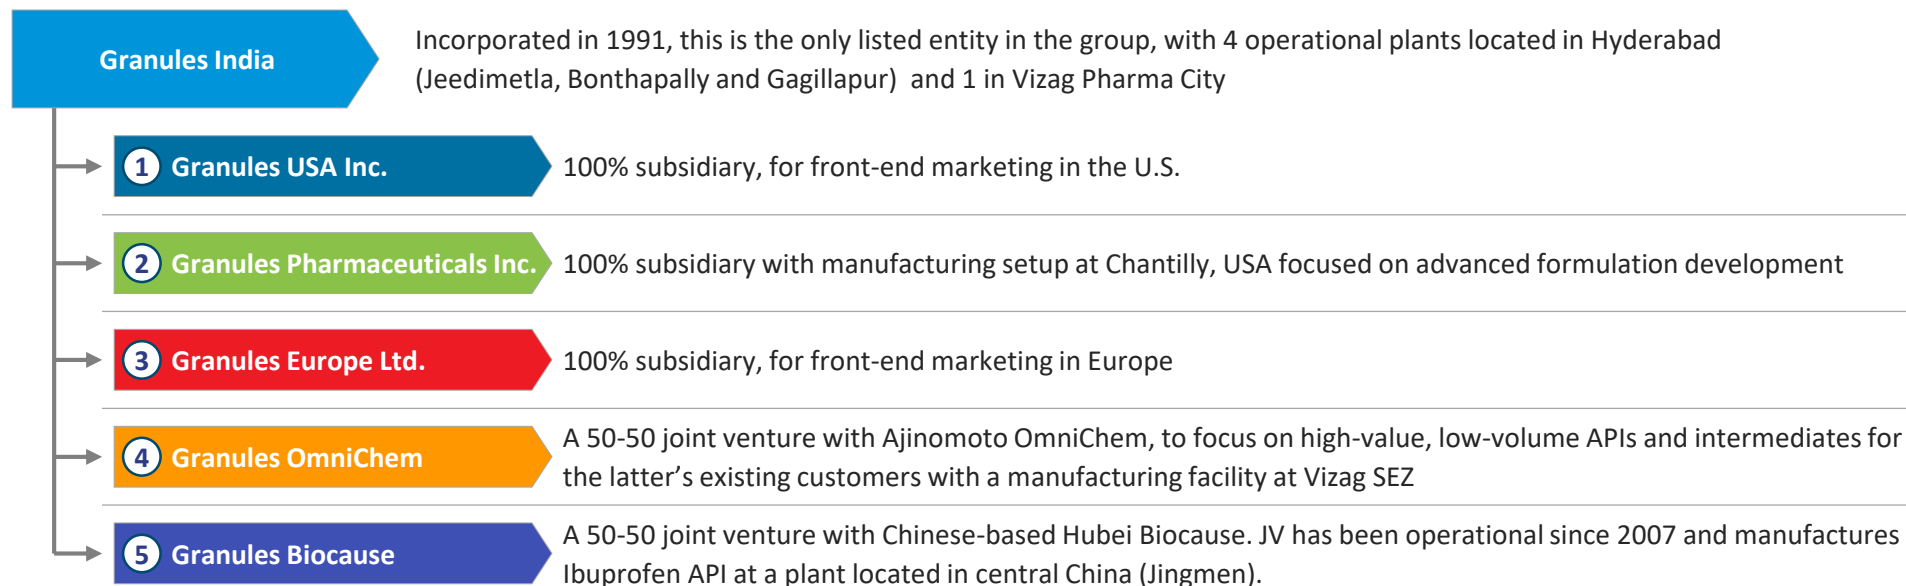 Granules India
Incorporated in 1991, this is the only listed entity in the group, with 4 operational plants located in Hyderabad
(Jeedimetla, Bonthapally and Gagillapur) and 1 in Vizag Pharma City
1 Granules USA Inc.
100% subsidiary, for front-end marketing in the U.S.
2 Granules Pharmaceuticals Inc.
100% subsidiary with manufacturing setup at Chantilly, USA focused on advanced formulation development
3 Granules Europe Ltd.
100% subsidiary, for front-end marketing in Europe
4 Granules OmniChem
A 50-50 joint venture with Ajinomoto OmniChem, to focus on high-value, low-volume APIs and intermediates for
the latter’s existing customers with a manufacturing facility at Vizag SEZ
5 Granules Biocause
A 50-50 joint venture with Chinese-based Hubei Biocause. JV has been operational since 2007 and manufactures
Ibuprofen API at a plant located in central China (Jingmen).